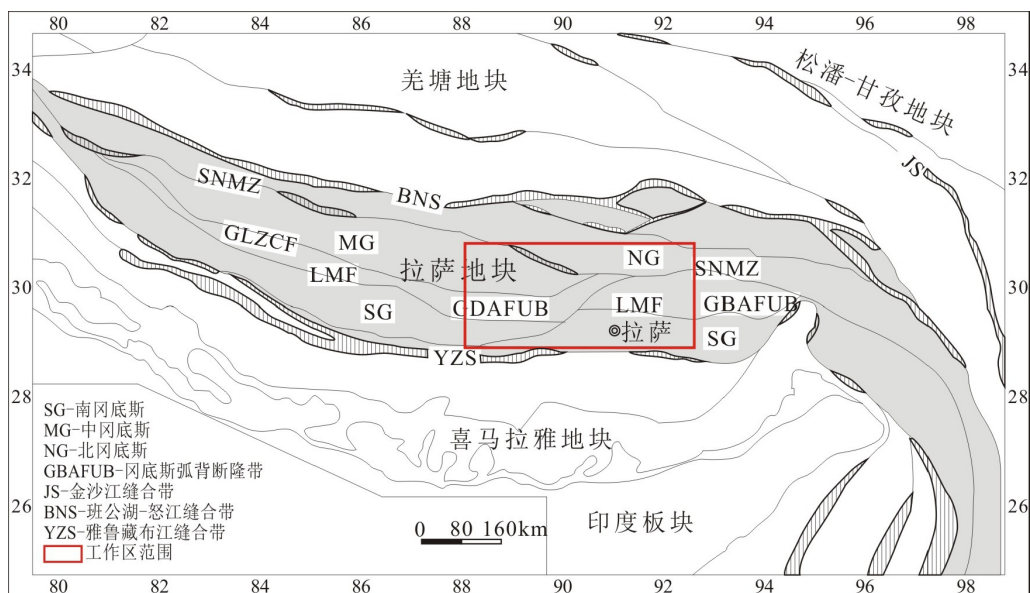 80 82 84 86 88 90 92 94 96 98
34 34
松潘-甘孜地块
羌塘地块
JS
32 32
SNMZ
BNS
GLZCF
MG
NG
SNMZ
LMF
拉萨地块
30 30
SG
GDAFUB
LMF
GBAFUB
拉萨
SG
YZS
28 28
SG-南冈底斯
MG-中冈底斯
NG-北冈底斯
GBAFUB-冈底斯弧背断隆带
JS-金沙江缝合带
BNS-班公湖-怒江缝合带
YZS-雅鲁藏布江缝合带
工作区范围
喜马拉雅地块
26 26
0 80 160km
印度板块
80 82 84 86 88 90 92 94 96 98